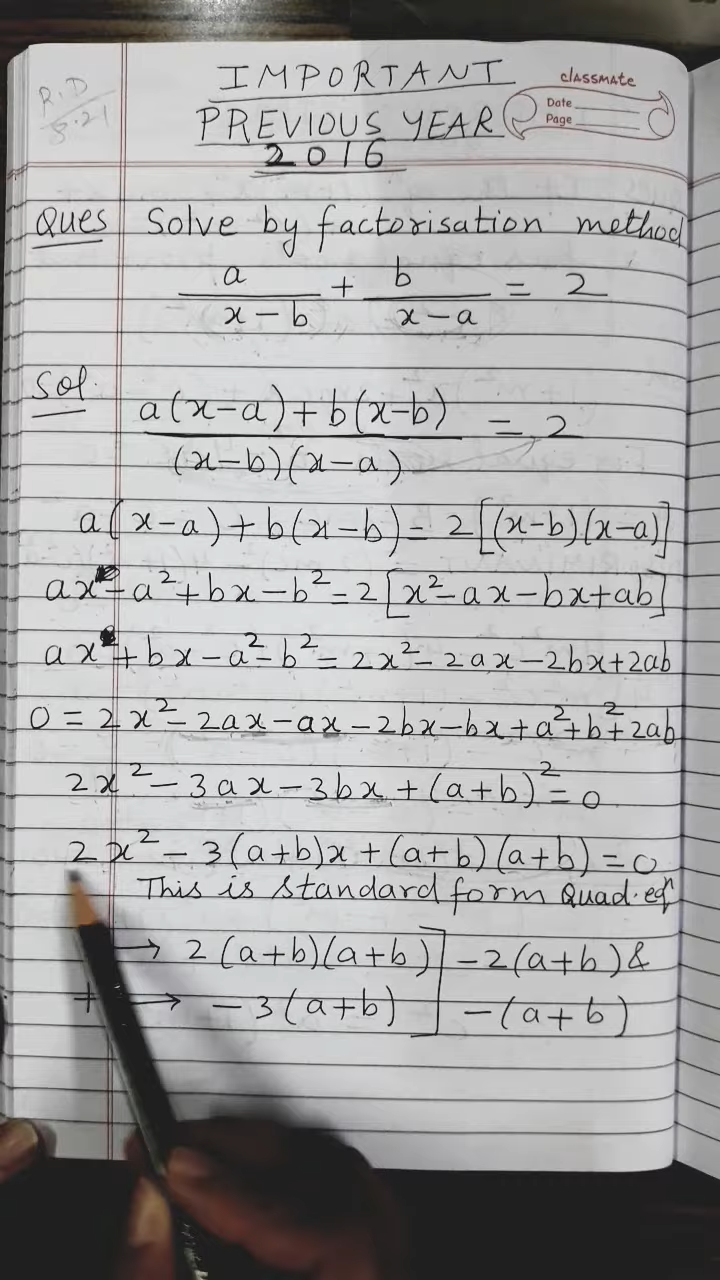 R.D
8.21
IMPORTANT
PREVIOUS YEAR
2016
classmate
Date
Page
Ques Solve by factorisation method
a/(x-b) + b/(x-a) = 2
Sol.
(a(x-a)+b(x-b))/((x-b)(x-a)) = 2
a(x-a)+b(x-b) = 2[(x-b)(x-a)]
ax-a²+bx-b²=2[x²-ax-bx+ab]
ax+bx-a²-b²=2x²-2ax-2bx+2ab
0=2x²-2ax-ax-2bx-bx+a²+b²+2ab
2x²-3ax-3bx+(a+b)²=0
2x²-3(a+b)x+(a+b)(a+b)=0
This is standard form Quad.eqⁿ
→ 2(a+b)(a+b)] -2(a+b)&
+ → -3(a+b)] -(a+b)